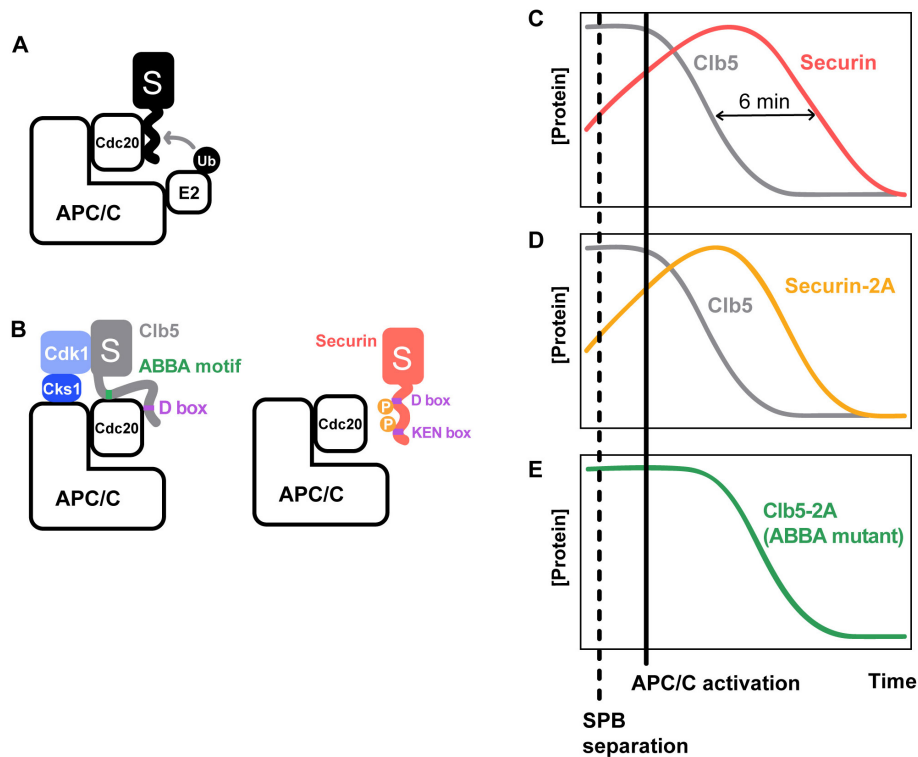 A
S
Cdc20
Ub
E2
APC/C
B
Clb5
Cdk1
S
ABBA motif
Cks1
D box
Cdc20
APC/C
Securin
S
D box
P
P
Cdc20
KEN box
APC/C
C
[Protein]
Clb5
Securin
6 min
D
[Protein]
Clb5
Securin-2A
E
[Protein]
Clb5-2A
(ABBA mutant)
APC/C activation
Time
SPB
separation